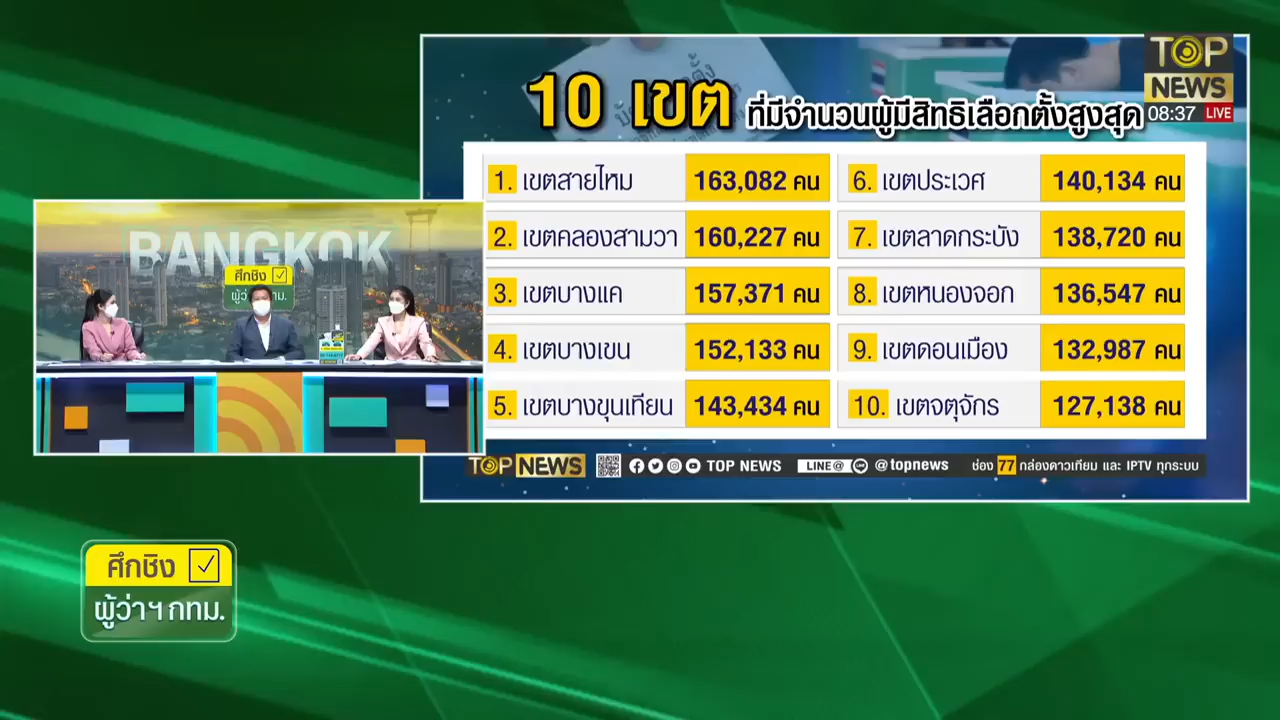 TOP
NEWS
08:37 LIVE
10 เขต ที่มีจำนวนผู้มีสิทธิเลือกตั้งสูงสุด
1. เขตสายไหม 163,082 คน
2. เขตคลองสามวา 160,227 คน
3. เขตบางแค 157,371 คน
4. เขตบางเขน 152,133 คน
5. เขตบางขุนเทียน 143,434 คน
6. เขตประเวศ 140,134 คน
7. เขตลาดกระบัง 138,720 คน
8. เขตหนองจอก 136,547 คน
9. เขตดอนเมือง 132,987 คน
10. เขตจตุจักร 127,138 คน
BANGKOK
ศึกชิง
ผู้ว่าฯ กทม.
TOP NEWS TOP NEWS LINE@ @topnews ช่อง 77 กล่องดาวเทียม และ IPTV ทุกระบบ
ศึกชิง
ผู้ว่าฯ กทม.